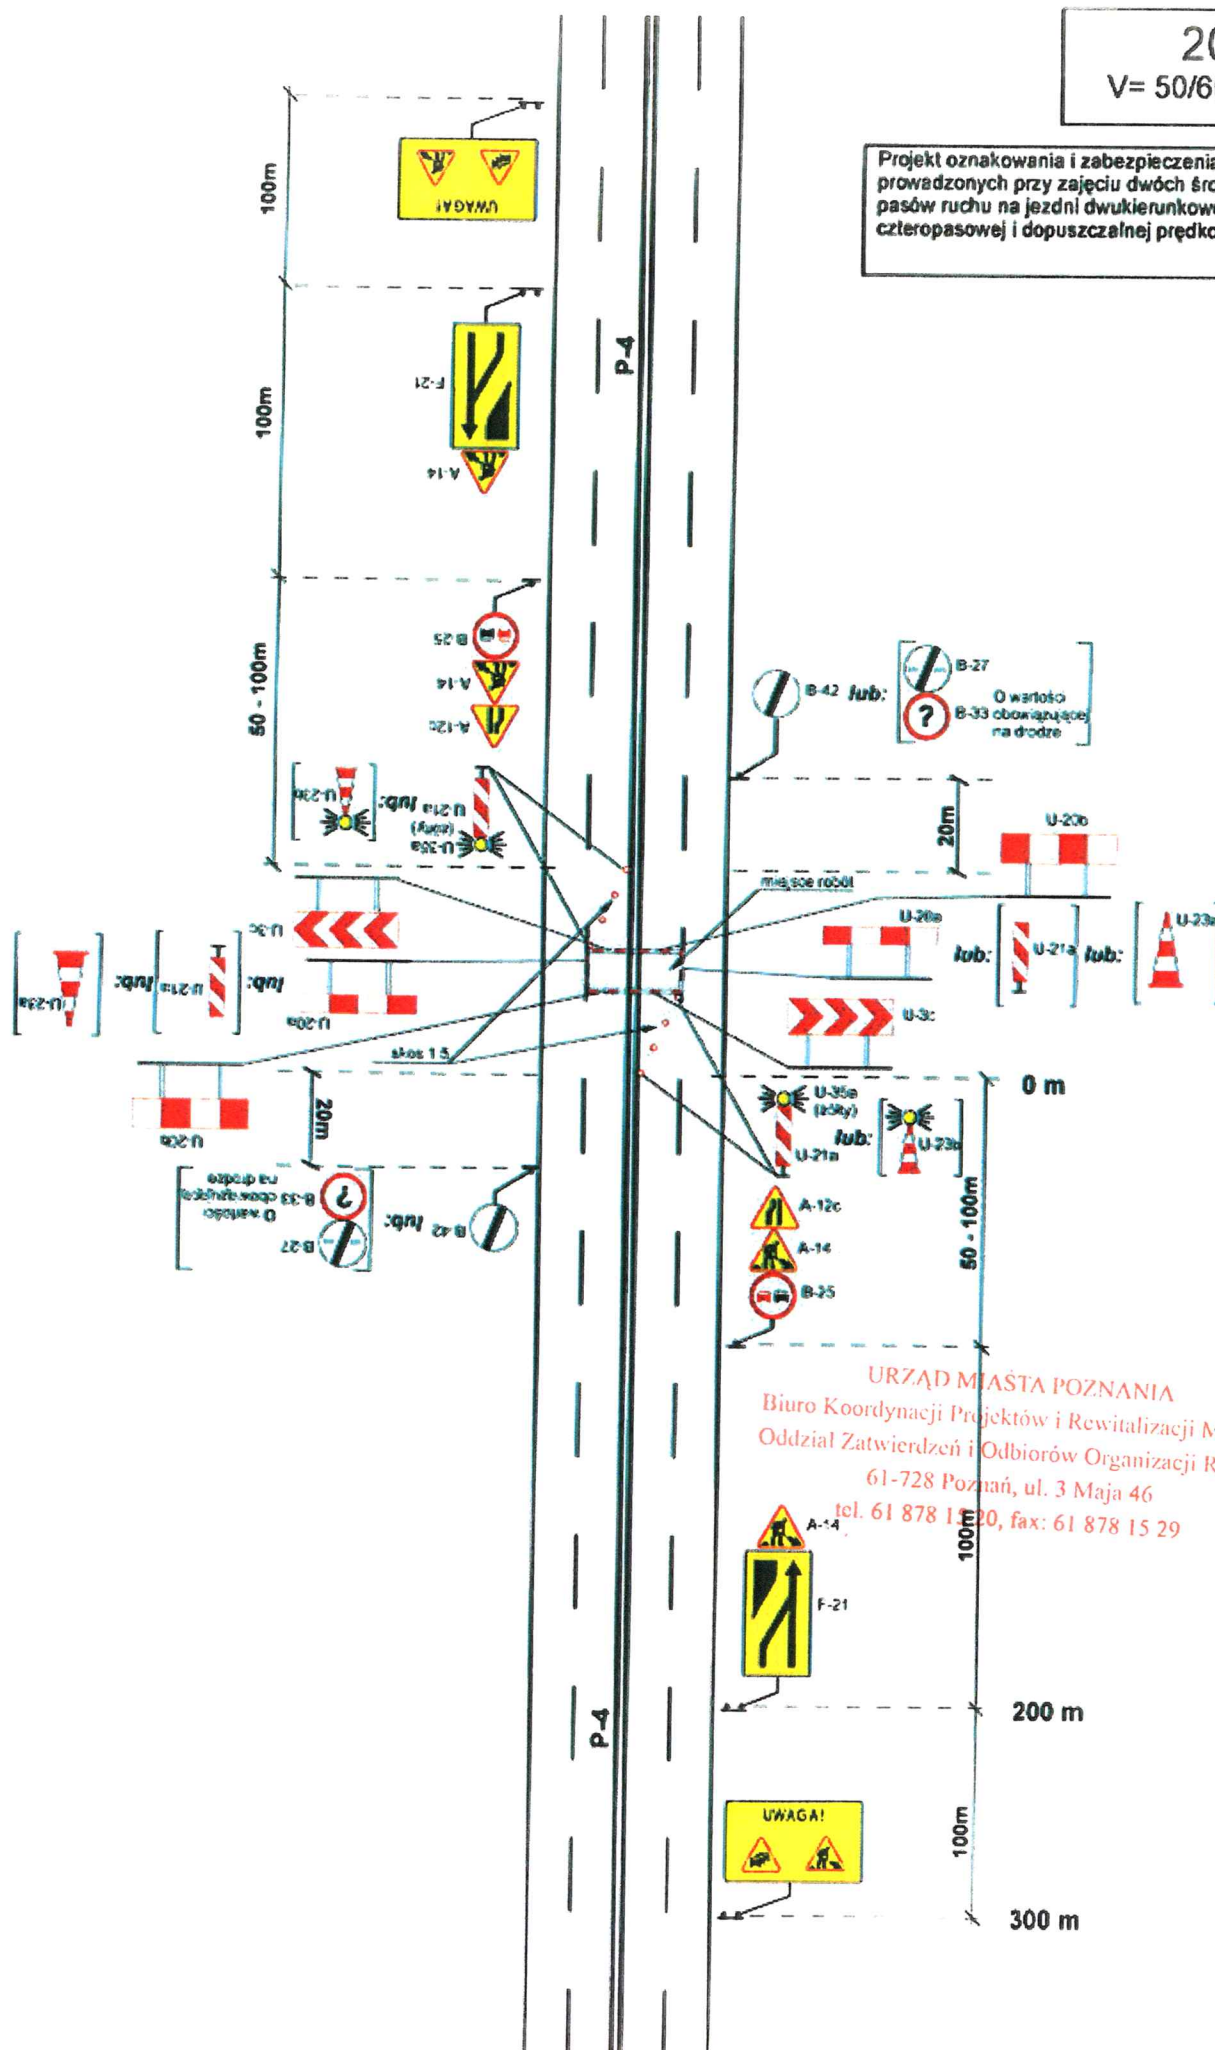 20
V= 50/6
Projekt oznakowania i zabezpieczenia
prowadzonych przy zajęciu dwóch śro
pasów ruchu na jezdni dwukierunkowe
czteropasowej i dopuszczalnej prędko
100m
UWAGA!
P-4
F-21
100m
A-14
B-25
50 - 100m
A-14
A-12c
B-42 lub:
B-27
O wartości
B-33 obowiązującej
na drodze
U-23b
lub:
U-21a
U-35a
(żółty)
20m
U-20b
miejsce robót
U-3c
U-20a
lub:
U-21a
lub:
U-23a
U-23a
lub:
U-21a
lub:
U-20a
U-3c
skos 1:5
0 m
U-20b
20m
U-35a
(żółty)
U-21a
lub:
U-23b
B-27
O wartości
B-33 obowiązującej
na drodze
B-42 lub:
A-12c
A-14
50 - 100m
B-25
URZĄD MIASTA POZNANIA
Biuro Koordynacji Projektów i Rewitalizacji M
Oddział Zatwierdzeń i Odbiorów Organizacji R
61-728 Poznań, ul. 3 Maja 46
tel. 61 878 15 20, fax: 61 878 15 29
A-14
100m
F-21
200 m
P-4
UWAGA!
100m
300 m